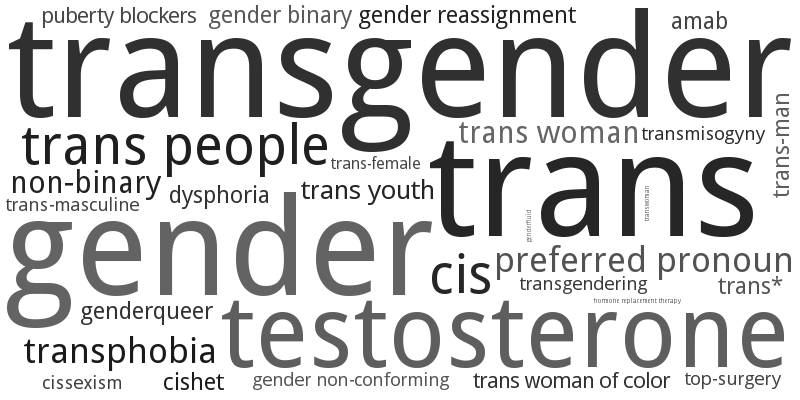 puberty blockers
gender binary
gender reassignment
amab
transgender
trans people
trans woman
transmisogyny
trans-man
trans-female
trans
non-binary
dysphoria
trans youth
transwoman
trans-masculine
genderfluid
gender
cis
preferred pronoun
transgendering
trans*
hormone replacement therapy
genderqueer
testosterone
transphobia
cissexism
cishet
gender non-conforming
trans woman of color
top-surgery